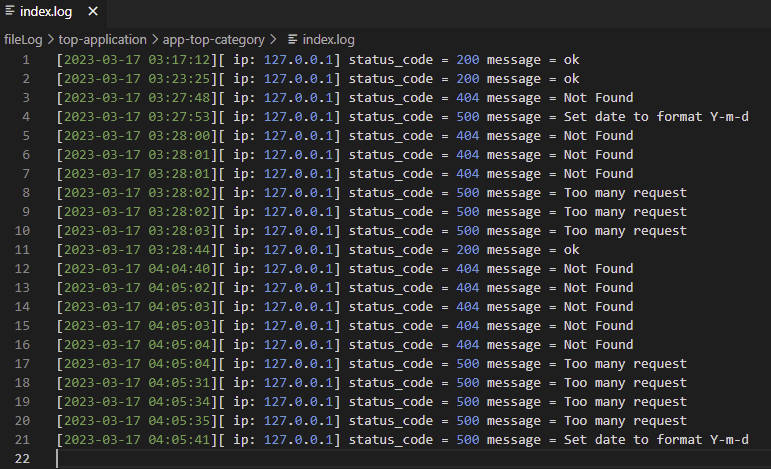 index.log
fileLog > top-application > app-top-category > index.log
1 [2023-03-17 03:17:12][ ip: 127.0.0.1] status_code = 200 message = ok
2 [2023-03-17 03:23:25][ ip: 127.0.0.1] status_code = 200 message = ok
3 [2023-03-17 03:27:48][ ip: 127.0.0.1] status_code = 404 message = Not Found
4 [2023-03-17 03:27:53][ ip: 127.0.0.1] status_code = 500 message = Set date to format Y-m-d
5 [2023-03-17 03:28:00][ ip: 127.0.0.1] status_code = 404 message = Not Found
6 [2023-03-17 03:28:01][ ip: 127.0.0.1] status_code = 404 message = Not Found
7 [2023-03-17 03:28:01][ ip: 127.0.0.1] status_code = 404 message = Not Found
8 [2023-03-17 03:28:02][ ip: 127.0.0.1] status_code = 500 message = Too many request
9 [2023-03-17 03:28:02][ ip: 127.0.0.1] status_code = 500 message = Too many request
10 [2023-03-17 03:28:03][ ip: 127.0.0.1] status_code = 500 message = Too many request
11 [2023-03-17 03:28:44][ ip: 127.0.0.1] status_code = 200 message = ok
12 [2023-03-17 04:04:40][ ip: 127.0.0.1] status_code = 404 message = Not Found
13 [2023-03-17 04:05:02][ ip: 127.0.0.1] status_code = 404 message = Not Found
14 [2023-03-17 04:05:03][ ip: 127.0.0.1] status_code = 404 message = Not Found
15 [2023-03-17 04:05:03][ ip: 127.0.0.1] status_code = 404 message = Not Found
16 [2023-03-17 04:05:04][ ip: 127.0.0.1] status_code = 404 message = Not Found
17 [2023-03-17 04:05:04][ ip: 127.0.0.1] status_code = 500 message = Too many request
18 [2023-03-17 04:05:31][ ip: 127.0.0.1] status_code = 500 message = Too many request
19 [2023-03-17 04:05:34][ ip: 127.0.0.1] status_code = 500 message = Too many request
20 [2023-03-17 04:05:35][ ip: 127.0.0.1] status_code = 500 message = Too many request
21 [2023-03-17 04:05:41][ ip: 127.0.0.1] status_code = 500 message = Set date to format Y-m-d
22